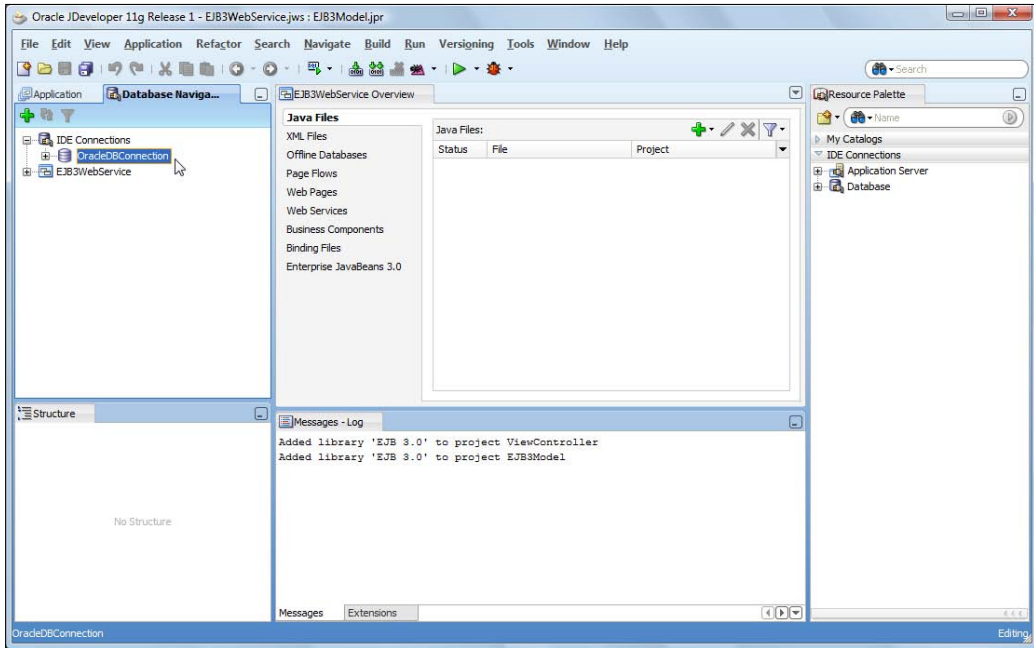 Oracle JDeveloper 11g Release 1 - EJB3WebService.jws : EJB3Model.jpr
File Edit View Application Refactor Search Navigate Build Run Versioning Tools Window Help
Search
Application
Database Naviga...
IDE Connections
OracleDBConnection
EJB3WebService
EJB3WebService Overview
Java Files
XML Files
Offline Databases
Page Flows
Web Pages
Web Services
Business Components
Binding Files
Enterprise JavaBeans 3.0
Java Files:
Status File Project
Resource Palette
Name
My Catalogs
IDE Connections
Application Server
Database
Structure
No Structure
Messages - Log
Added library 'EJB 3.0' to project ViewController
Added library 'EJB 3.0' to project EJB3Model
Messages Extensions
OracleDBConnection
Editing